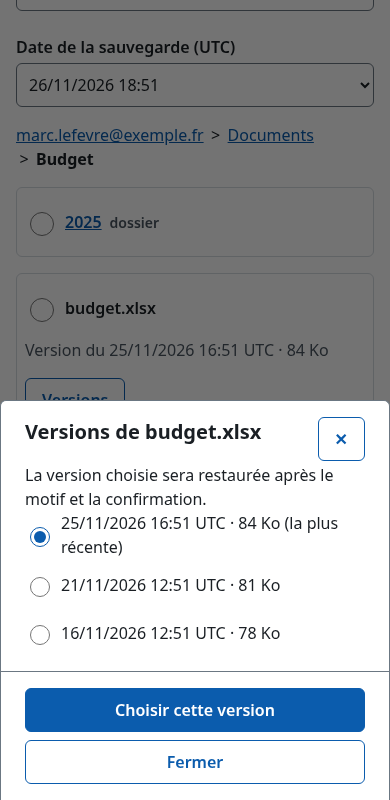 Date de la sauvegarde (UTC)
26/11/2026 18:51
marc.lefevre@exemple.fr > Documents
> Budget
2025 dossier
budget.xlsx
Version du 25/11/2026 16:51 UTC · 84 Ko
Versions
Versions de budget.xlsx
×
La version choisie sera restaurée après le
motif et la confirmation.
25/11/2026 16:51 UTC · 84 Ko (la plus
récente)
21/11/2026 12:51 UTC · 81 Ko
16/11/2026 12:51 UTC · 78 Ko
Choisir cette version
Fermer